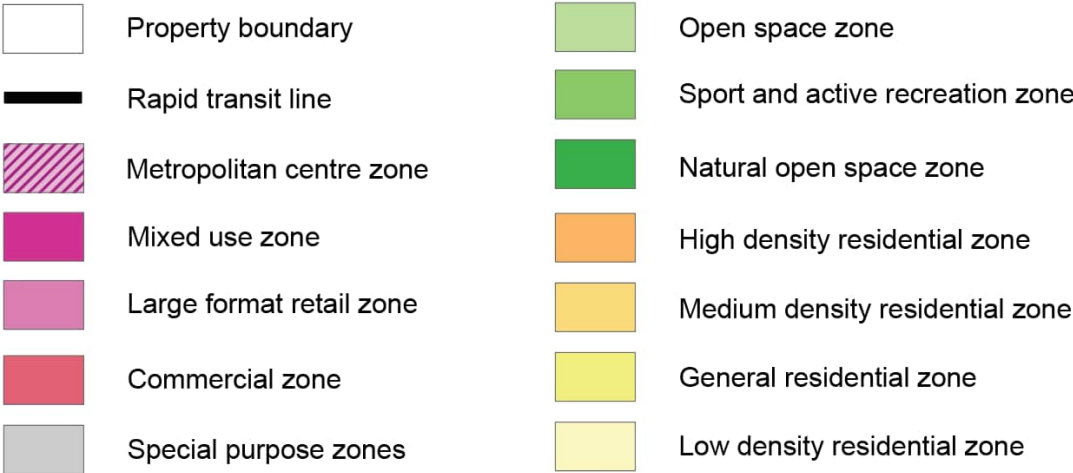 Property boundary
Rapid transit line
Metropolitan centre zone
Mixed use zone
Large format retail zone
Commercial zone
Special purpose zones
Open space zone
Sport and active recreation zone
Natural open space zone
High density residential zone
Medium density residential zone
General residential zone
Low density residential zone